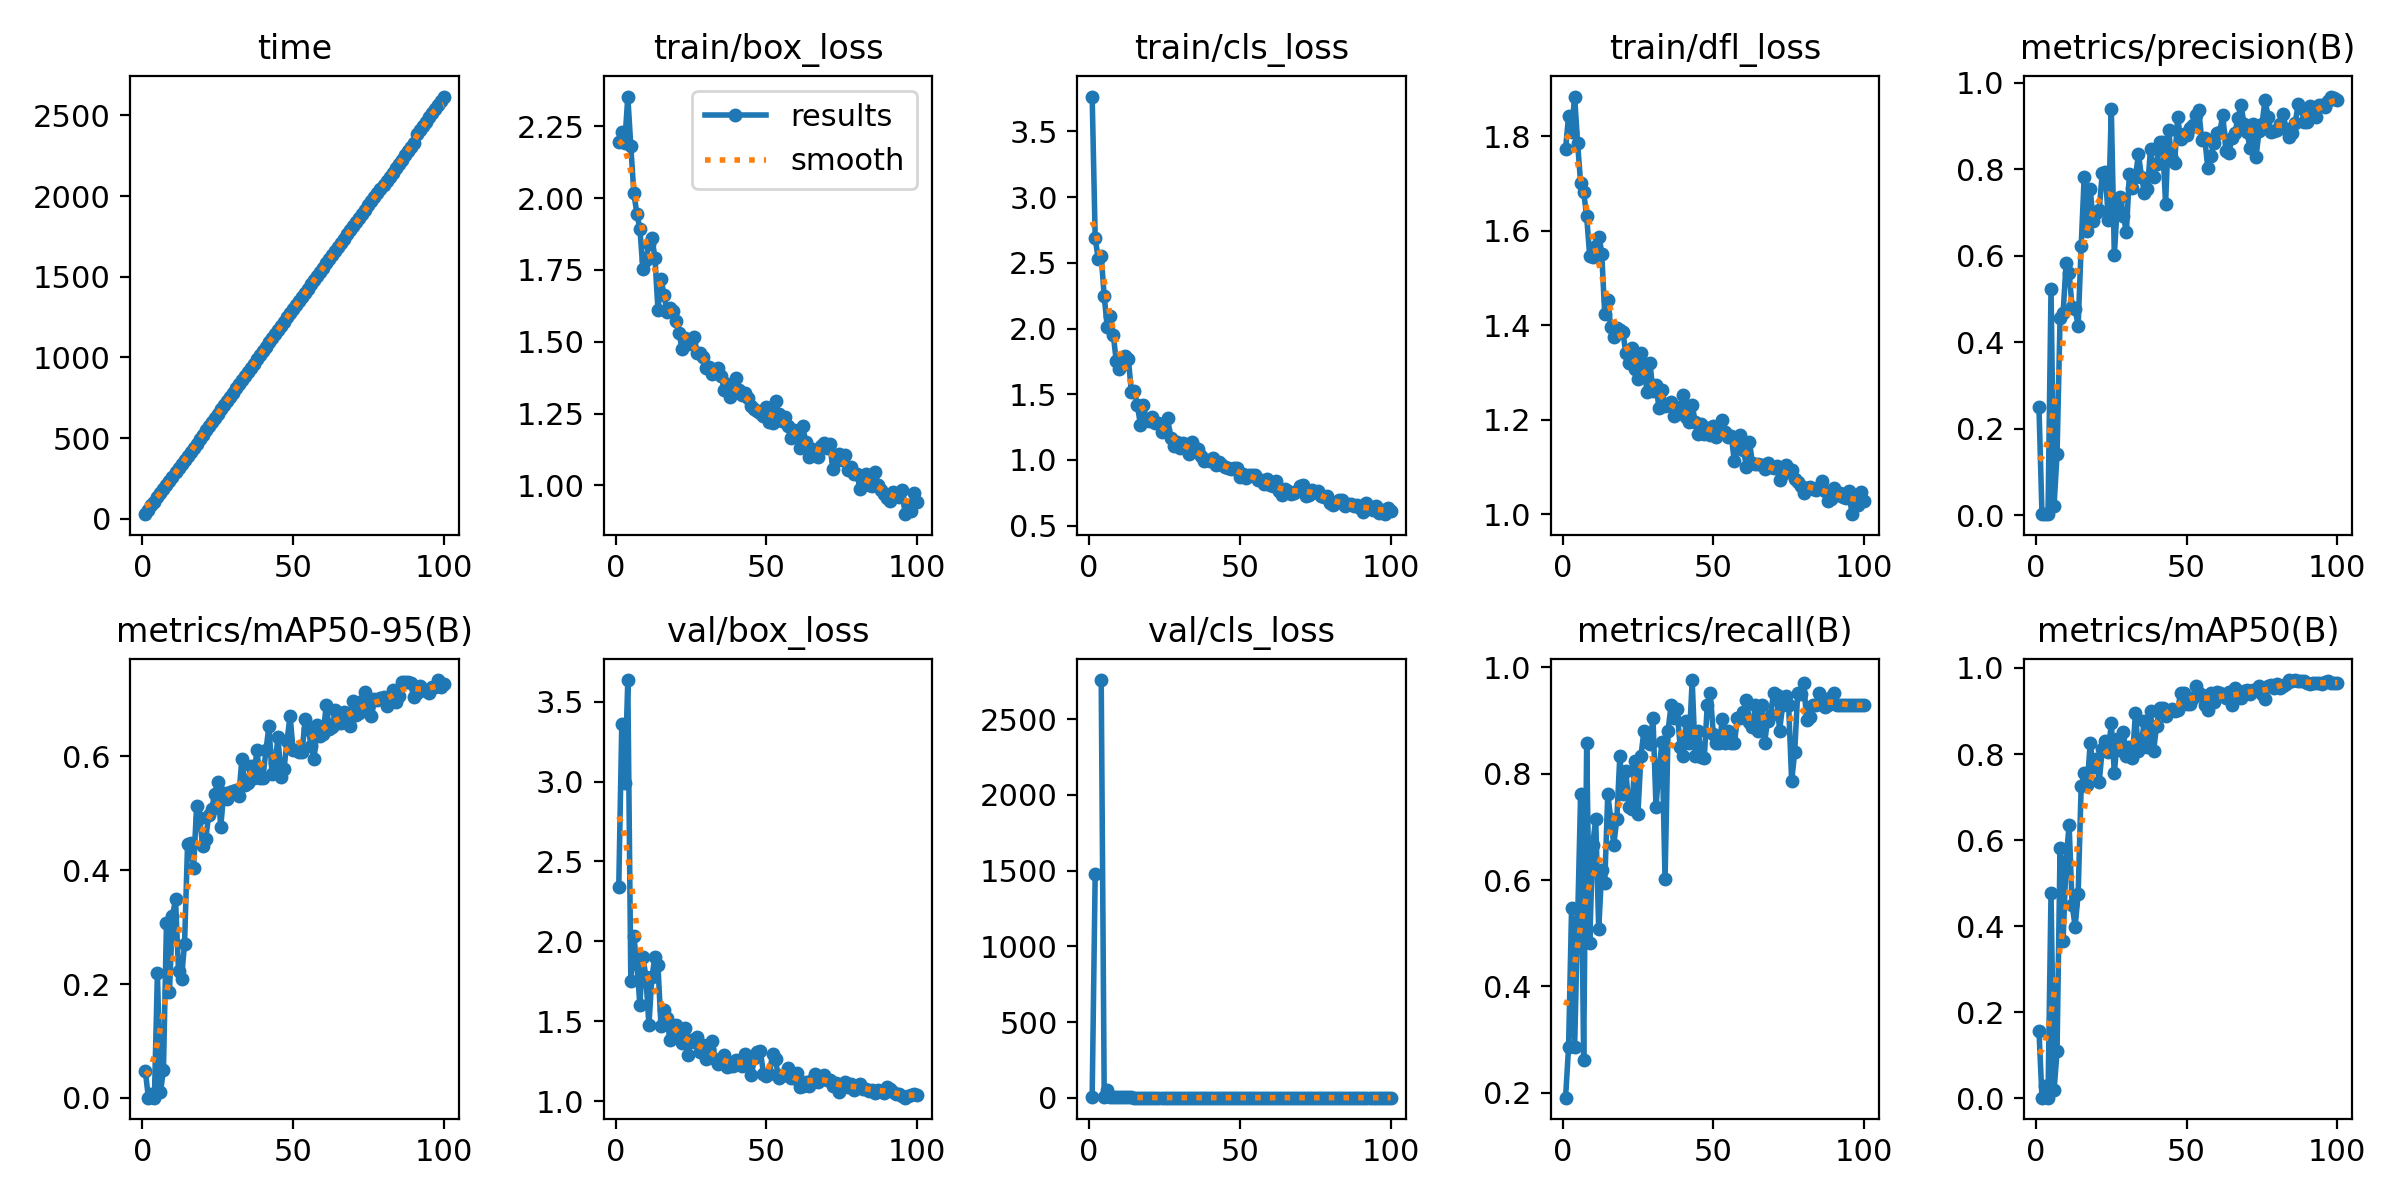 time
2500
2000
1500
1000
500
0
0 50 100
train/box_loss
results
smooth
2.25
2.00
1.75
1.50
1.25
1.00
0 50 100
train/cls_loss
3.5
3.0
2.5
2.0
1.5
1.0
0.5
0 50 100
train/dfl_loss
1.8
1.6
1.4
1.2
1.0
0 50 100
metrics/precision(B)
1.0
0.8
0.6
0.4
0.2
0.0
0 50 100
metrics/mAP50-95(B)
0.6
0.4
0.2
0.0
0 50 100
val/box_loss
3.5
3.0
2.5
2.0
1.5
1.0
0 50 100
val/cls_loss
2500
2000
1500
1000
500
0
0 50 100
metrics/recall(B)
1.0
0.8
0.6
0.4
0.2
0 50 100
metrics/mAP50(B)
1.0
0.8
0.6
0.4
0.2
0.0
0 50 100